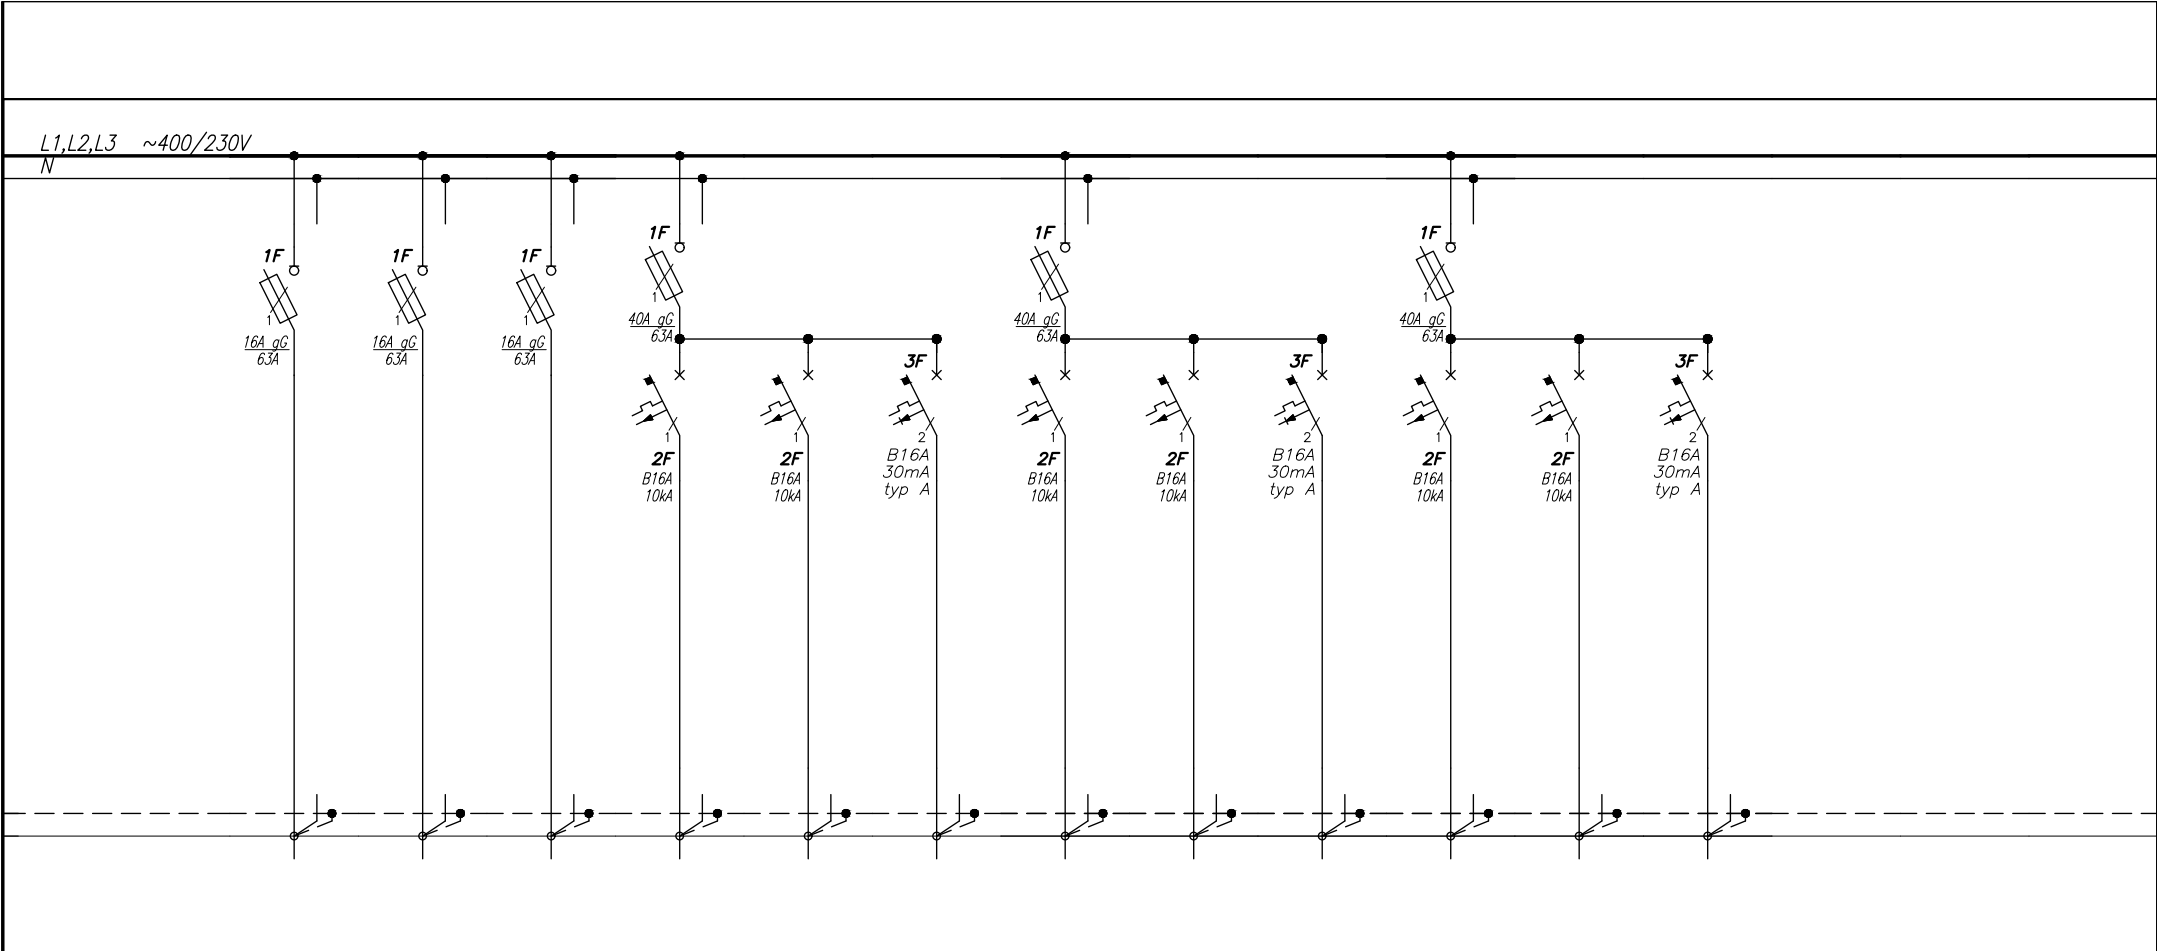 L1,L2,L3 ~400/230V
N
1F
1F
1F
1F
1F
1F
1
1
1
1
1
1
40A gG
63A
40A gG
63A
40A gG
63A
16A gG
63A
16A gG
63A
16A gG
63A
3F
3F
3F
1
1
2
1
1
2
1
1
2
2F
B16A
10kA
2F
B16A
10kA
B16A
30mA
typ A
2F
B16A
10kA
2F
B16A
10kA
B16A
30mA
typ A
2F
B16A
10kA
2F
B16A
10kA
B16A
30mA
typ A